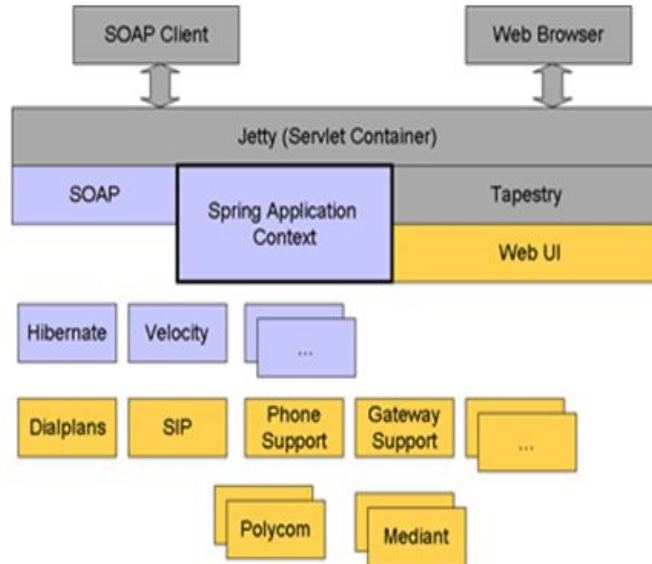 SOAP Client
Web Browser
Jetty (Servlet Container)
SOAP
Spring Application
Context
Tapestry
Web UI
Hibernate
Velocity
...
Dialplans
SIP
Phone
Support
Gateway
Support
...
Polycom
Mediant